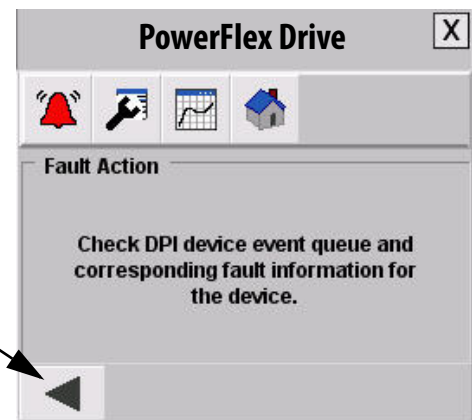 PowerFlex Drive
X
Fault Action
Check DPI device event queue and
corresponding fault information for
the device.